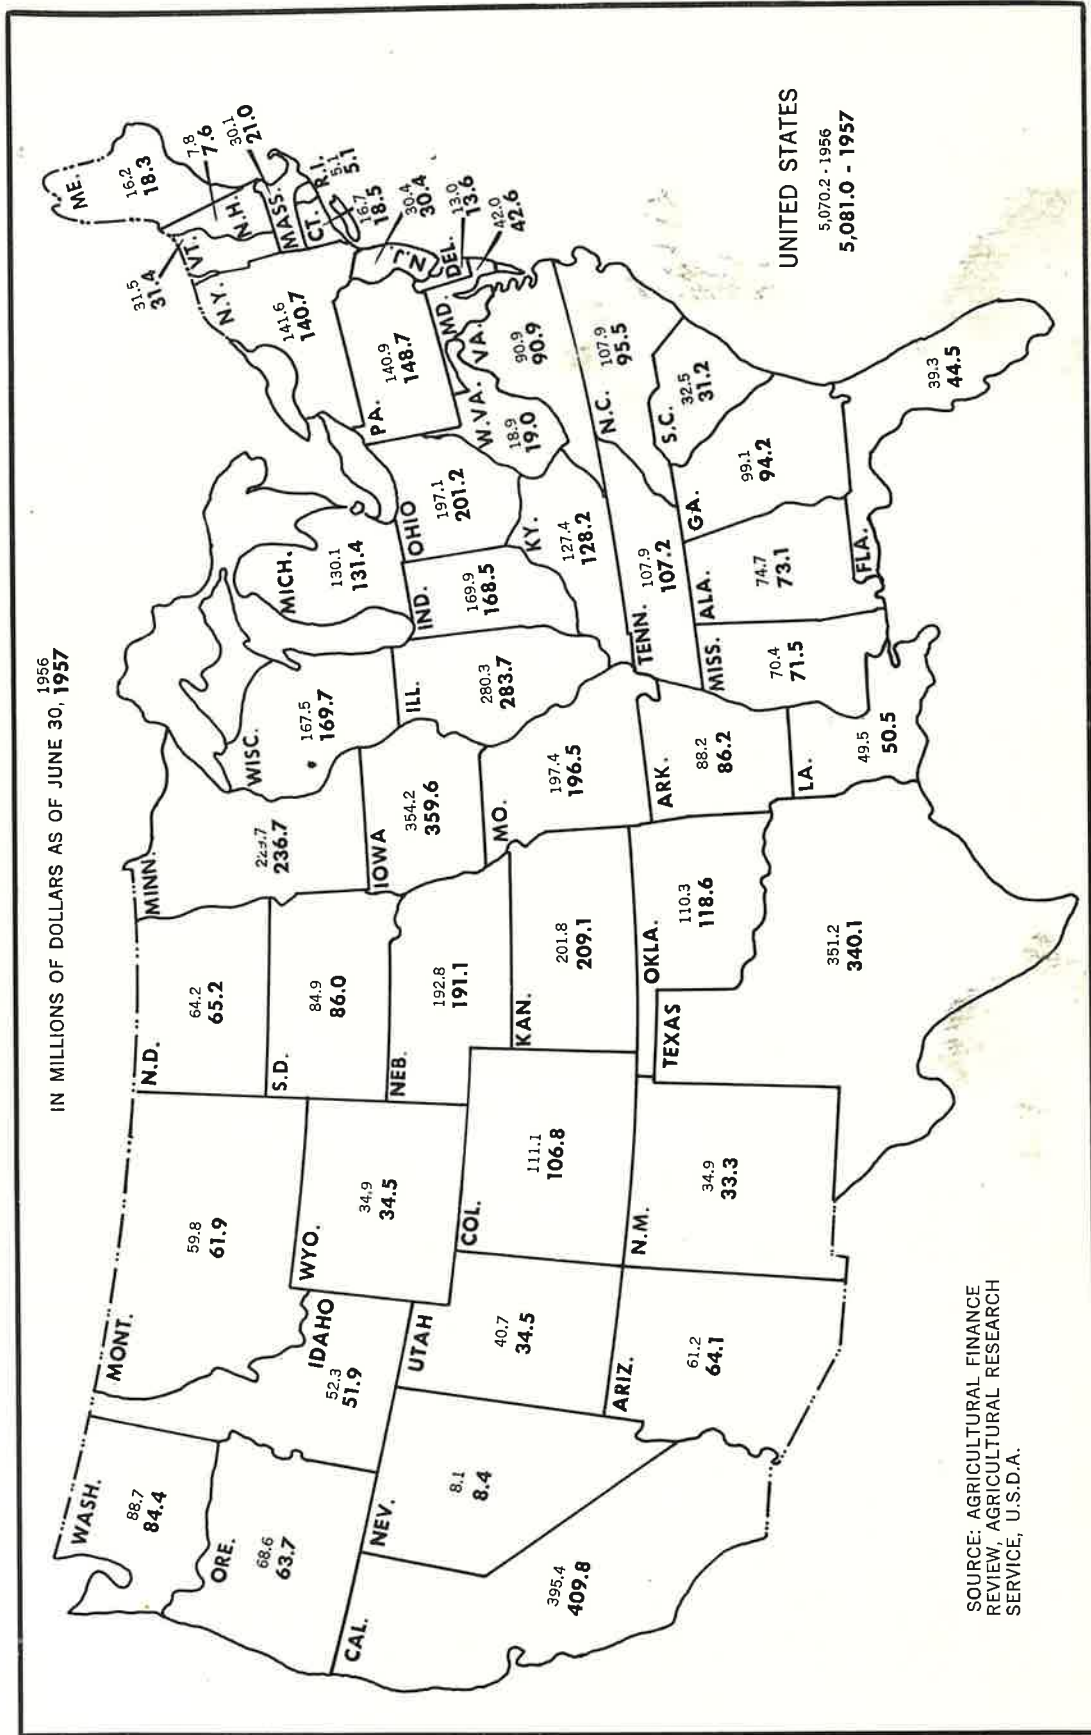 IN MILLIONS OF DOLLARS AS OF JUNE 30, 1956
1957
WASH.
88.7
84.4
ORE.
68.6
63.7
CAL.
395.4
409.8
NEV.
8.1
8.4
IDAHO
52.3
51.9
MONT.
59.8
61.9
WYO.
34.9
34.5
UTAH
40.7
34.5
ARIZ.
61.2
64.1
COL.
111.1
106.8
N.M.
34.9
33.3
N.D.
64.2
65.2
S.D.
84.9
86.0
NEB.
192.8
191.1
KAN.
201.8
209.1
OKLA.
110.3
118.6
TEXAS
351.2
340.1
MINN.
236.7
IOWA
354.2
359.6
MO.
197.4
196.5
ARK.
88.2
86.2
LA.
49.5
50.5
WISC.
167.5
169.7
ILL.
280.3
283.7
MICH.
130.1
131.4
IND.
169.9
168.5
OHIO
197.1
201.2
KY.
127.4
128.2
TENN.
107.9
107.2
MISS.
70.4
71.5
ALA.
74.7
73.1
GA.
99.1
94.2
FLA.
39.3
44.5
S.C.
32.5
31.2
N.C.
107.9
95.5
VA.
90.9
90.9
W.VA.
18.9
19.0
PA.
140.9
148.7
N.Y.
141.6
140.7
VT.
31.5
31.4
ME.
16.2
18.3
N.H.
7.8
7.6
MASS.
30.1
21.0
R.I.
5.1
5.1
CT.
16.7
18.5
N.J.
30.4
30.4
DEL.
13.0
13.6
MD.
42.0
42.6
UNITED STATES
5,070.2 - 1956
5,081.0 - 1957
SOURCE: AGRICULTURAL FINANCE
REVIEW, AGRICULTURAL RESEARCH
SERVICE, U.S.D.A.